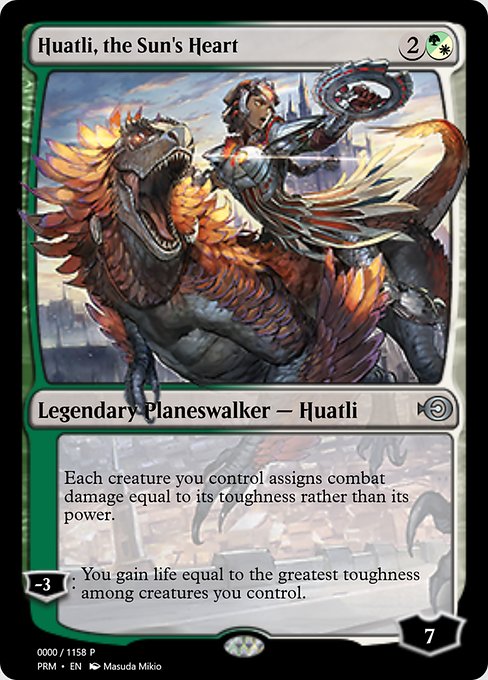 Huatli, the Sun's Heart 2
Legendary Planeswalker — Huatli
Each creature you control assigns combat
damage equal to its toughness rather than its
power.
-3 : You gain life equal to the greatest toughness
among creatures you control.
7
0000 / 1158 P
PRM • EN Masuda Mikio